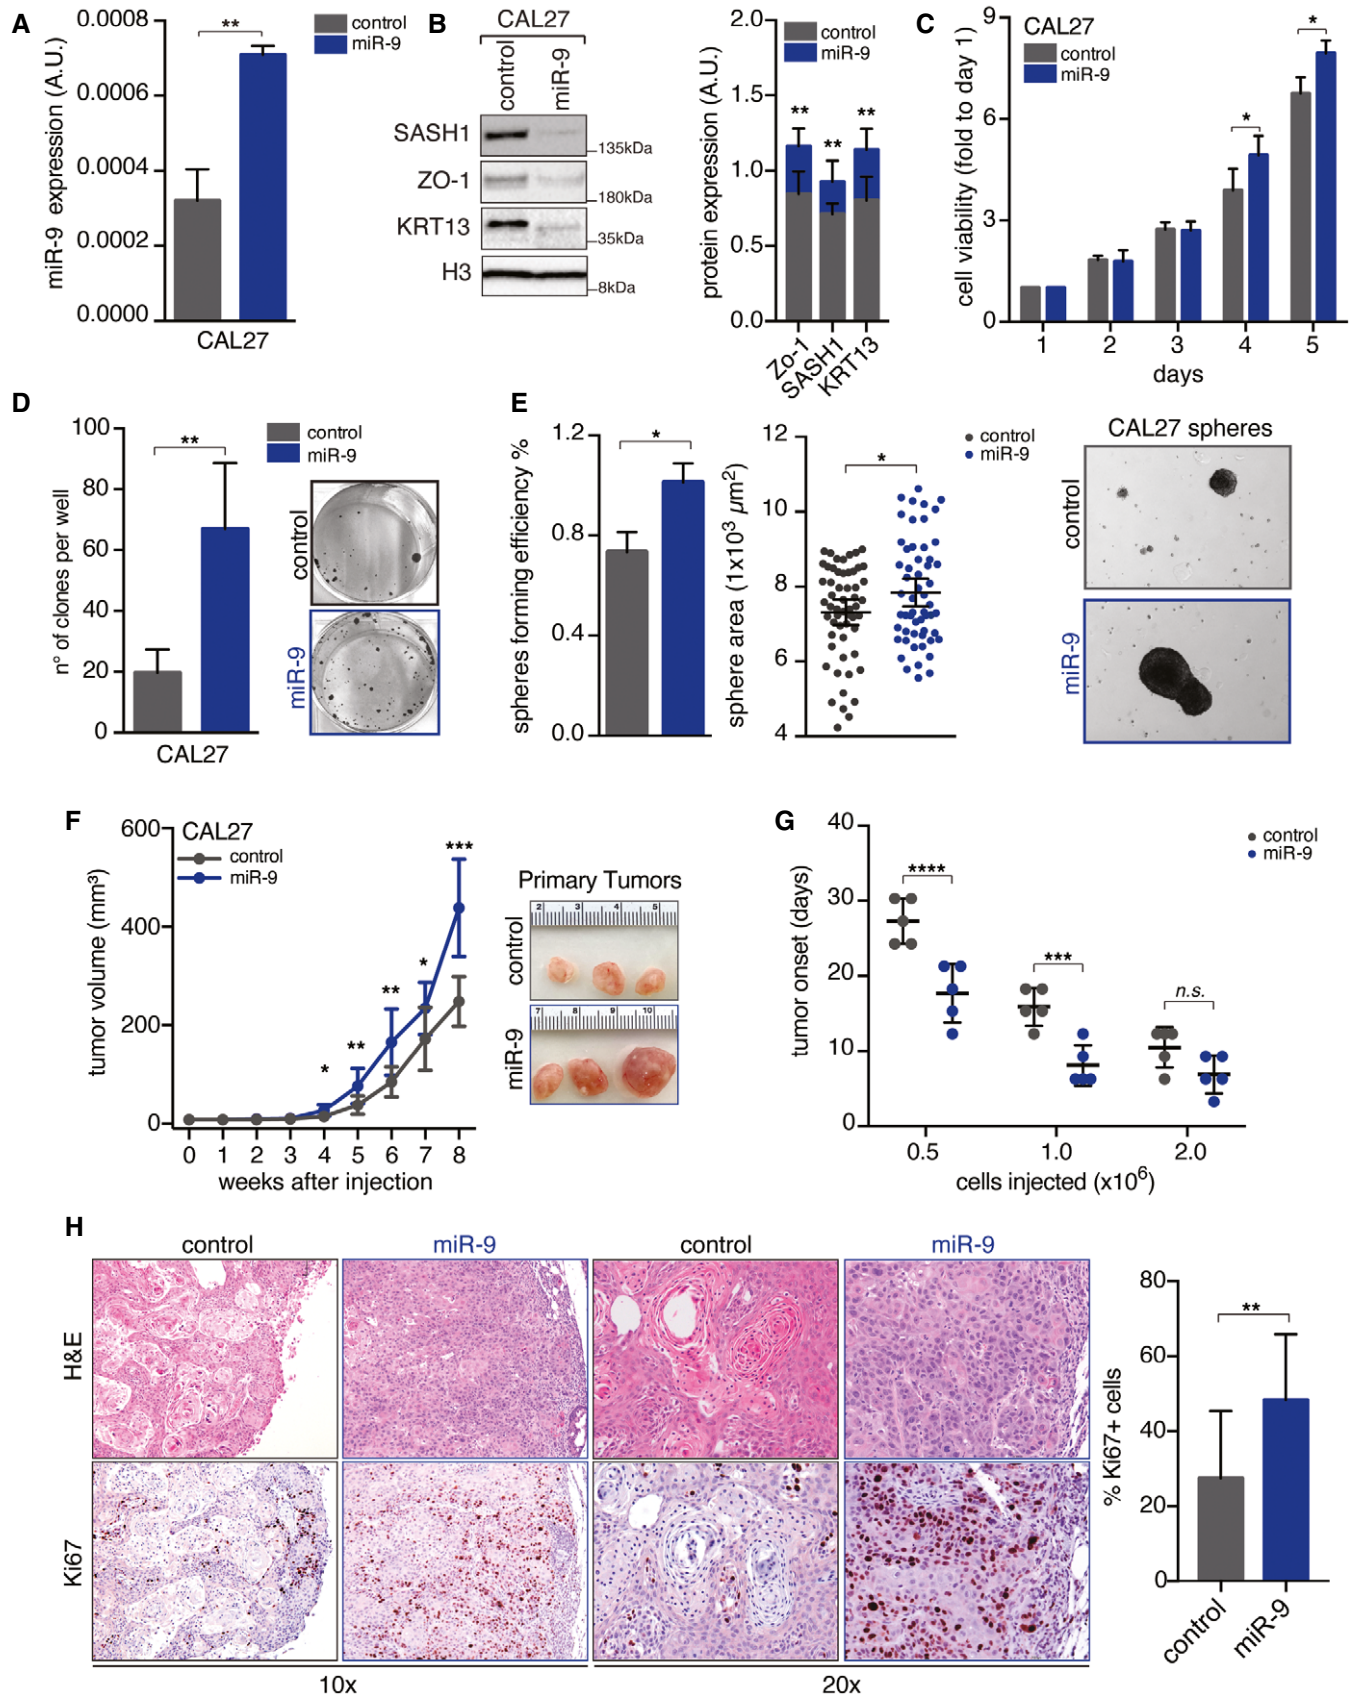 A
miR-9 expression (A.U.)
0.0008
0.0006
0.0004
0.0002
0.0000
**
control
miR-9
CAL27
B
CAL27
control
miR-9
SASH1
135kDa
ZO-1
180kDa
KRT13
35kDa
H3
8kDa
protein expression (A.U.)
2.0
1.5
1.0
0.5
0.0
control
miR-9
**
**
**
Zo-1
SASH1
KRT13
C
cell viability (fold to day 1)
9
6
3
0
CAL27
control
miR-9
*
*
1 2 3 4 5
days
D
n° of clones per well
100
80
60
40
20
0
**
control
miR-9
CAL27
control
miR-9
E
spheres forming efficiency %
1.2
0.8
0.4
0.0
*
sphere area (1x10³ µm²)
12
10
8
6
4
*
control
miR-9
CAL27 spheres
control
miR-9
F
tumor volume (mm³)
600
400
200
0
CAL27
control
miR-9
*
**
**
*
***
0 1 2 3 4 5 6 7 8
weeks after injection
Primary Tumors
control
2 3 4 5
miR-9
7 8 9 10
G
tumor onset (days)
40
30
20
10
0
control
miR-9
****
***
n.s.
0.5 1.0 2.0
cells injected (x10⁶)
H
control miR-9 control miR-9
H&E
Ki67
10x 20x
% Ki67+ cells
80
60
40
20
0
**
control
miR-9